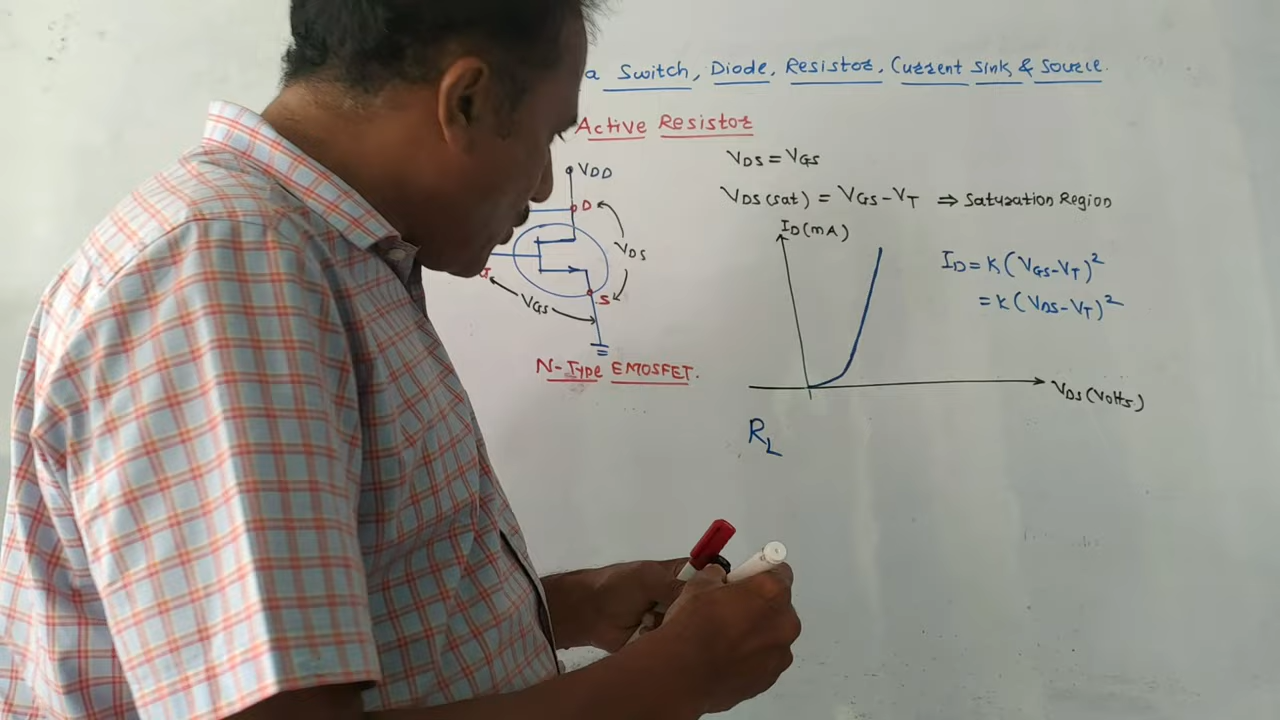 a Switch, Diode, Resistor, Current sink & source.
Active Resistor
VDD
D
VDS
G
S
VGS
N-Type EMOSFET.
VDS = VGS
VDS(sat) = VGS-VT ⇒ Saturation Region
ID(mA)
ID = K(VGS-VT)²
= K(VDS-VT)²
VDS(Volts)
RL